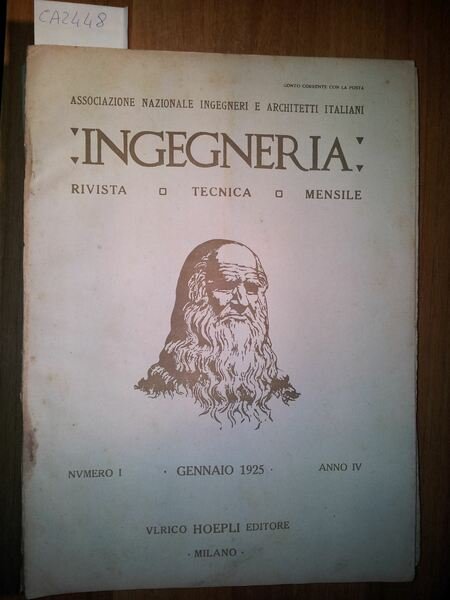 CA2448
CONTO CORRENTE CON LA POSTA
ASSOCIAZIONE NAZIONALE INGEGNERI E ARCHITETTI ITALIANI
INGEGNERIA
RIVISTA TECNICA MENSILE
NVMERO I · GENNAIO 1925 · ANNO IV
VLRICO HOEPLI EDITORE
· MILANO ·